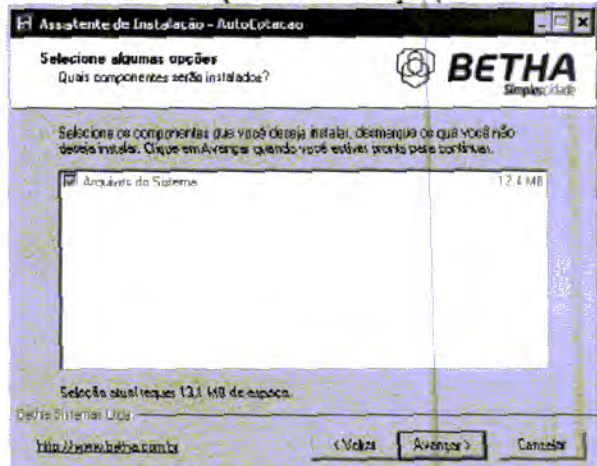 Assistente de Instalação - AutoCotacao
Selecione algumas opções
Quais componentes serão instalados?
BETHA
Simplicidade
Selecione os componentes que você deseja instalar, desmarque os que você não
deseja instalar. Clique em Avançar quando você estiver pronto para continuar.
Arquivos do Sistema 12,4 MB
Seleção atual requer 13,1 MB de espaço.
Betha Sistemas Ltda
http://www.betha.com.br
< Voltar Avançar > Cancelar